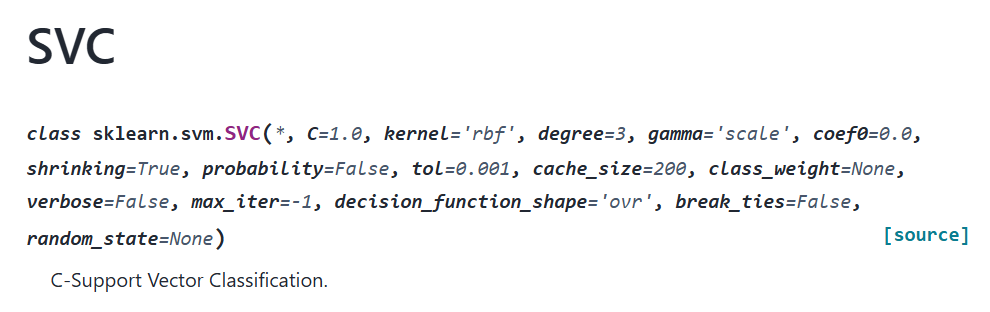 SVC
class sklearn.svm.SVC(*, C=1.0, kernel='rbf', degree=3, gamma='scale', coef0=0.0,
shrinking=True, probability=False, tol=0.001, cache_size=200, class_weight=None,
verbose=False, max_iter=-1, decision_function_shape='ovr', break_ties=False,
random_state=None) [source]
C-Support Vector Classification.